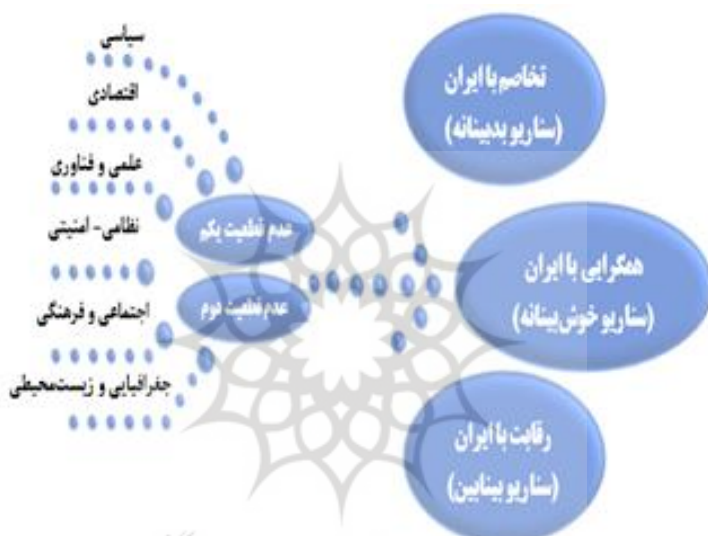 سیاسی
اقتصادی
علمی و فناوری
نظامی- امنیتی
اجتماعی و فرهنگی
جغرافیایی و زیست‌محیطی
عدم قطعیت یکم
عدم قطعیت دوم
تخاصم با ایران
(سناریو بدبینانه)
همگرایی با ایران
(سناریو خوش‌بینانه)
رقابت با ایران
(سناریو بینابین)